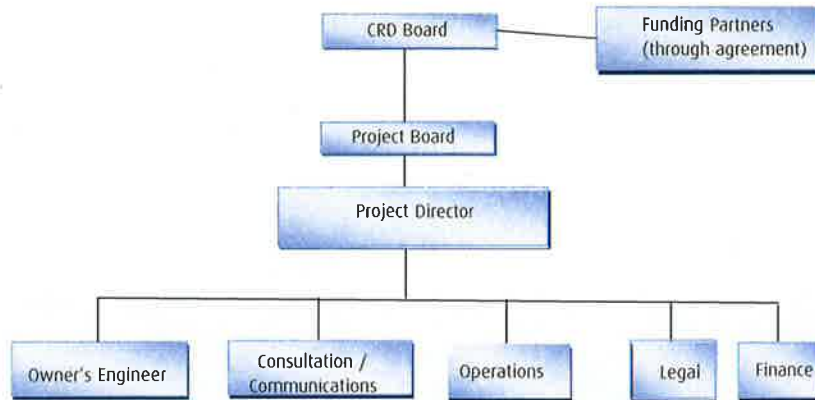 CRD Board
Funding Partners
(through agreement)
Project Board
Project Director
Owner's Engineer
Consultation /
Communications
Operations
Legal
Finance